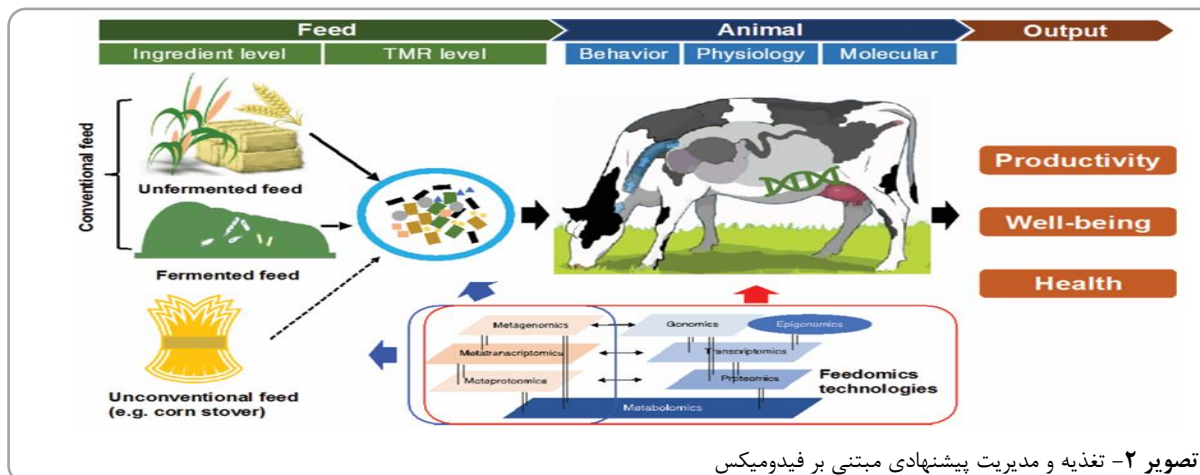 Feed
Animal
Output
Ingredient level
TMR level
Behavior
Physiology
Molecular
Conventional feed
Unfermented feed
Fermented feed
Unconventional feed
(e.g. corn stover)
Productivity
Well-being
Health
Metagenomics
Genomics
Epigenomics
Metatranscriptomics
Transcriptomics
Metaproteomics
Proteomics
Metabolomics
Feedomics
technologies
تصویر ۲- تغذیه و مدیریت پیشنهادی مبتنی بر فیدومیکس